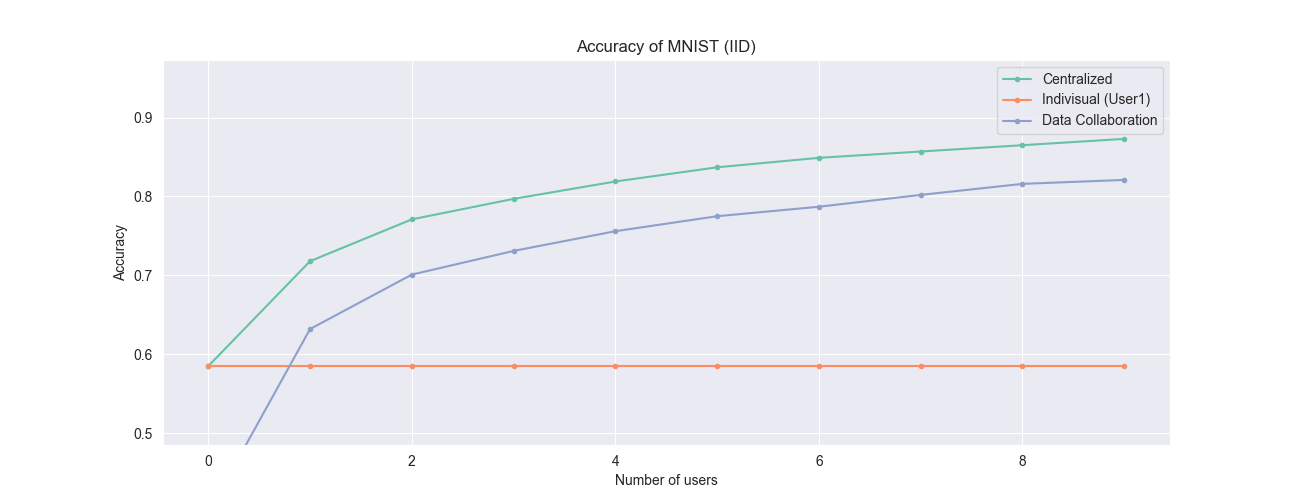 Accuracy of MNIST (IID)
Centralized
Indivisual (User1)
Data Collaboration
Accuracy
0.9
0.8
0.7
0.6
0.5
0 2 4 6 8
Number of users